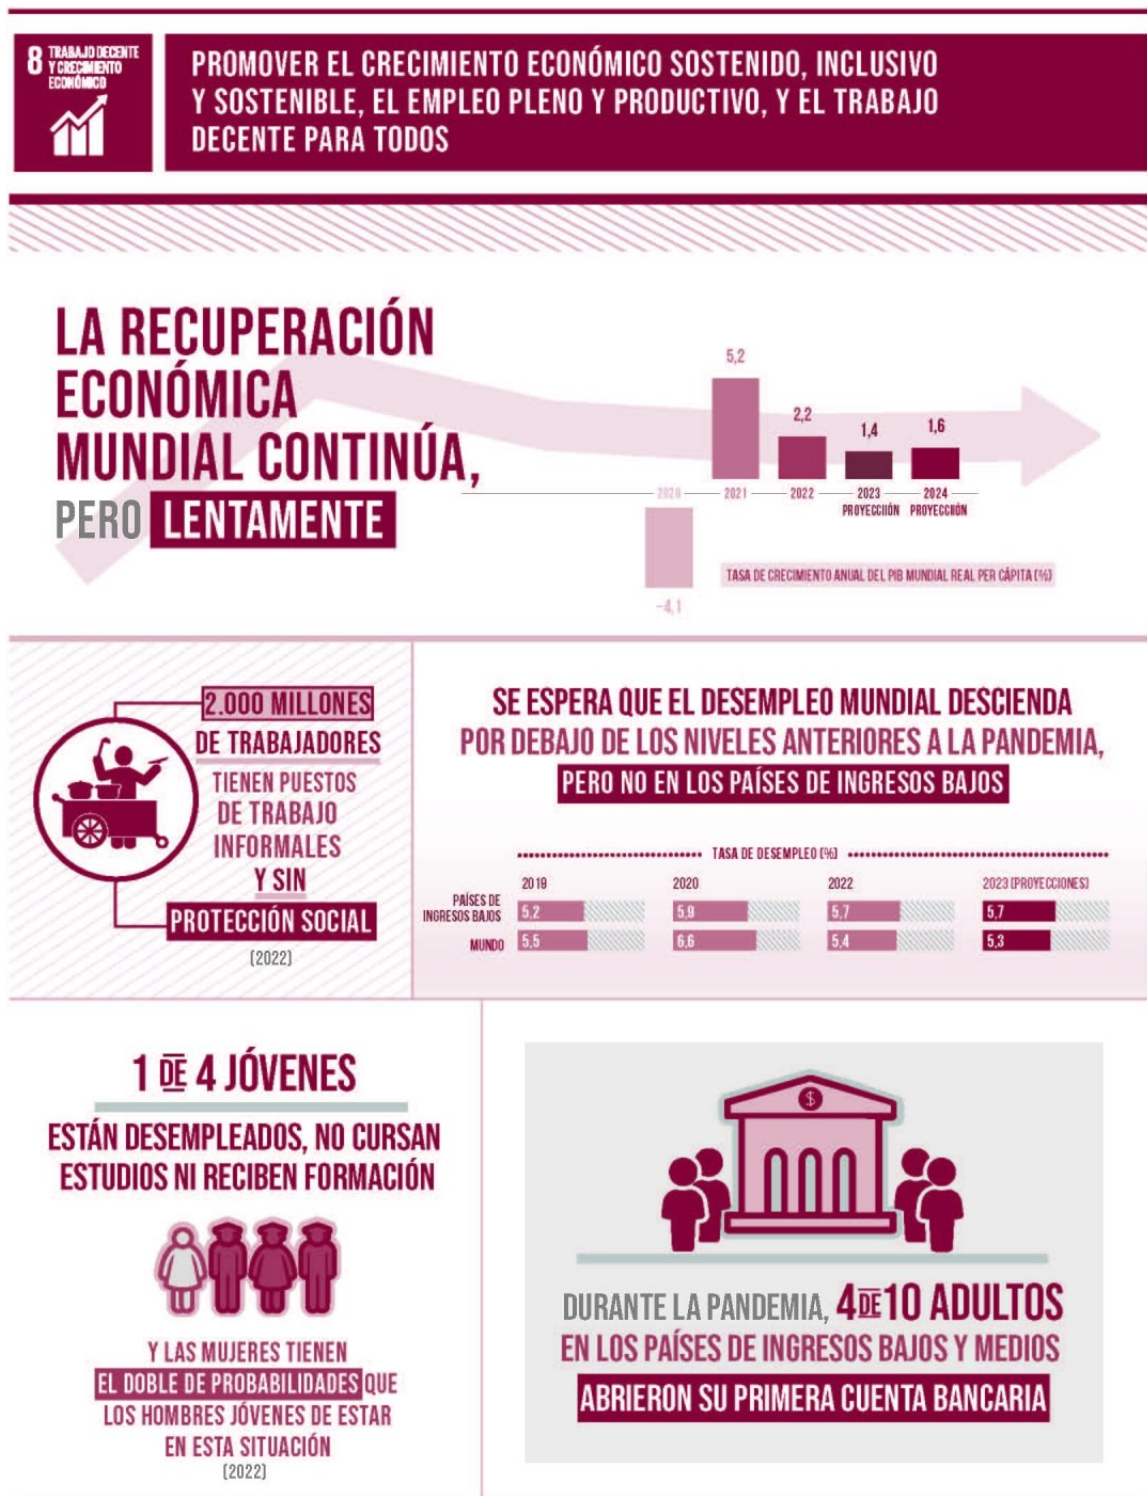 8 TRABAJO DECENTE
Y CRECIMIENTO
ECONÓMICO
PROMOVER EL CRECIMIENTO ECONÓMICO SOSTENIDO, INCLUSIVO
Y SOSTENIBLE, EL EMPLEO PLENO Y PRODUCTIVO, Y EL TRABAJO
DECENTE PARA TODOS
LA RECUPERACIÓN
ECONÓMICA
MUNDIAL CONTINÚA,
PERO LENTAMENTE
5,2
2,2
1,4
1,6
2020
2021
2022
2023
PROYECCIÓN
2024
PROYECCIÓN
−4,1
TASA DE CRECIMIENTO ANUAL DEL PIB MUNDIAL REAL PER CÁPITA (%)
2.000 MILLONES
DE TRABAJADORES
TIENEN PUESTOS
DE TRABAJO
INFORMALES
Y SIN
PROTECCIÓN SOCIAL
(2022)
SE ESPERA QUE EL DESEMPLEO MUNDIAL DESCIENDA
POR DEBAJO DE LOS NIVELES ANTERIORES A LA PANDEMIA,
PERO NO EN LOS PAÍSES DE INGRESOS BAJOS
TASA DE DESEMPLEO (%)
2019 2020 2022 2023 (PROYECCIONES)
PAÍSES DE
INGRESOS BAJOS 5,2 5,9 5,7 5,7
MUNDO 5,5 6,6 5,4 5,3
1 DE 4 JÓVENES
ESTÁN DESEMPLEADOS, NO CURSAN
ESTUDIOS NI RECIBEN FORMACIÓN
Y LAS MUJERES TIENEN
EL DOBLE DE PROBABILIDADES QUE
LOS HOMBRES JÓVENES DE ESTAR
EN ESTA SITUACIÓN
(2022)
$
DURANTE LA PANDEMIA, 4 DE 10 ADULTOS
EN LOS PAÍSES DE INGRESOS BAJOS Y MEDIOS
ABRIERON SU PRIMERA CUENTA BANCARIA